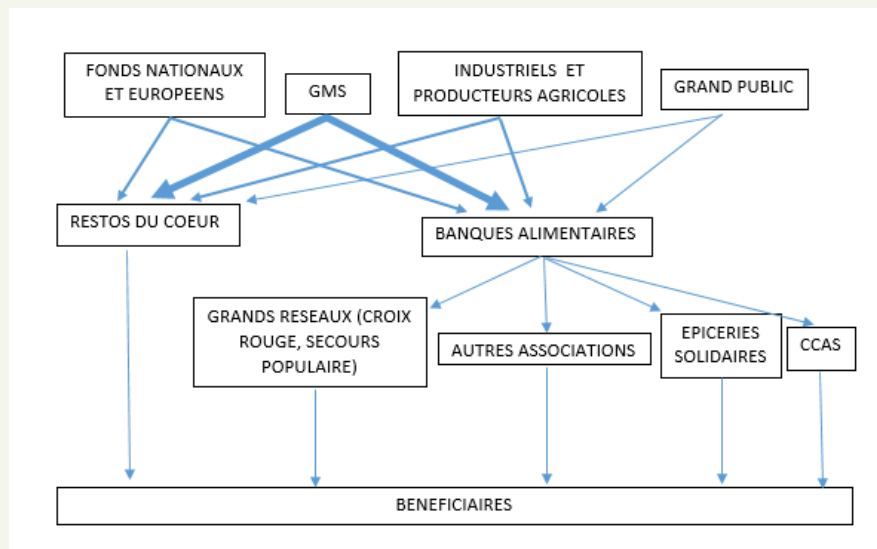 FONDS NATIONAUX
ET EUROPEENS
GMS
INDUSTRIELS ET
PRODUCTEURS AGRICOLES
GRAND PUBLIC
RESTOS DU COEUR
BANQUES ALIMENTAIRES
GRANDS RESEAUX (CROIX
ROUGE, SECOURS
POPULAIRE)
AUTRES ASSOCIATIONS
EPICERIES
SOLIDAIRES
CCAS
BENEFICIAIRES